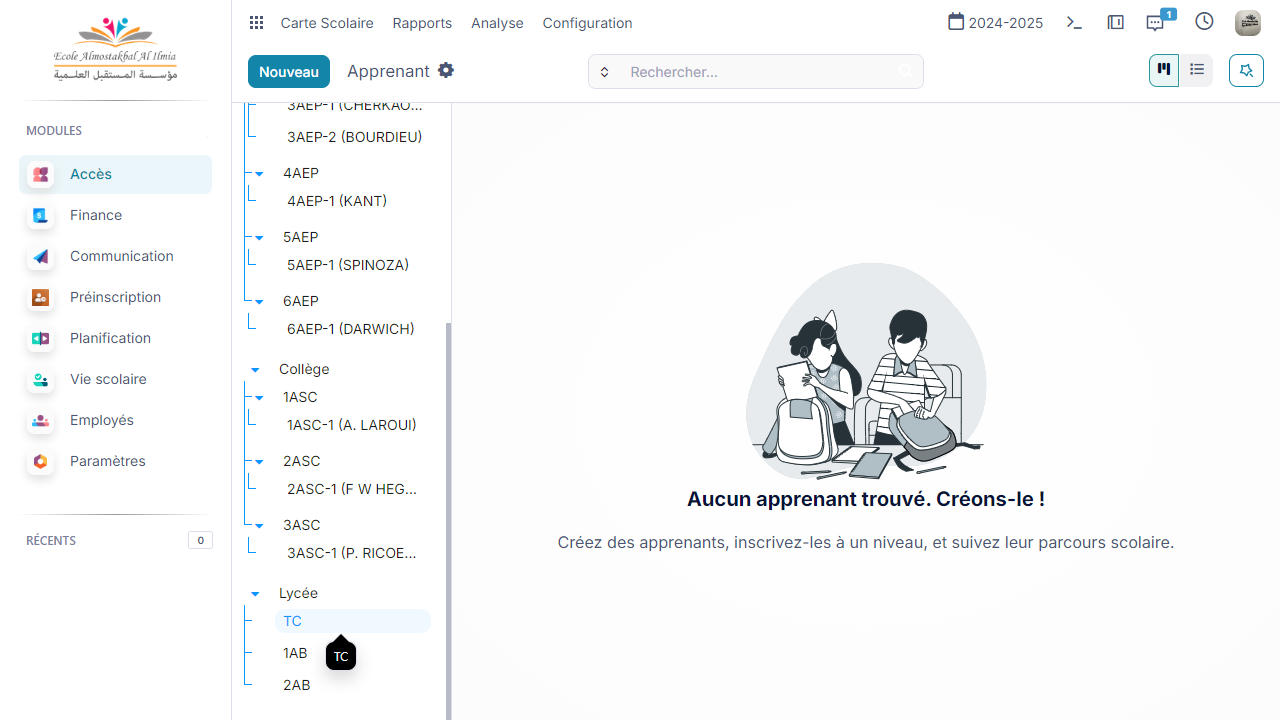 Ecole Almostakbal Al Ilmia
مؤسسة المستقبل العلمية
MODULES
Accès
Finance
Communication
Préinscription
Planification
Vie scolaire
Employés
Paramètres
RÉCENTS
0
Carte Scolaire
Rapports
Analyse
Configuration
2024-2025
1
Nouveau
Apprenant
Rechercher...
3AEP-1 (CHERKAO...
3AEP-2 (BOURDIEU)
4AEP
4AEP-1 (KANT)
5AEP
5AEP-1 (SPINOZA)
6AEP
6AEP-1 (DARWICH)
Collège
1ASC
1ASC-1 (A. LAROUI)
2ASC
2ASC-1 (F W HEG...
3ASC
3ASC-1 (P. RICOE...
Lycée
TC
TC
1AB
2AB
Aucun apprenant trouvé. Créons-le !
Créez des apprenants, inscrivez-les à un niveau, et suivez leur parcours scolaire.